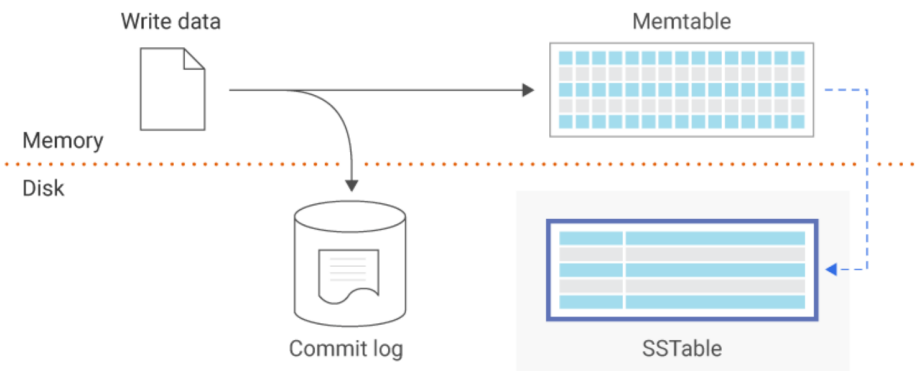 Write data
Memtable
Memory
Disk
Commit log
SSTable